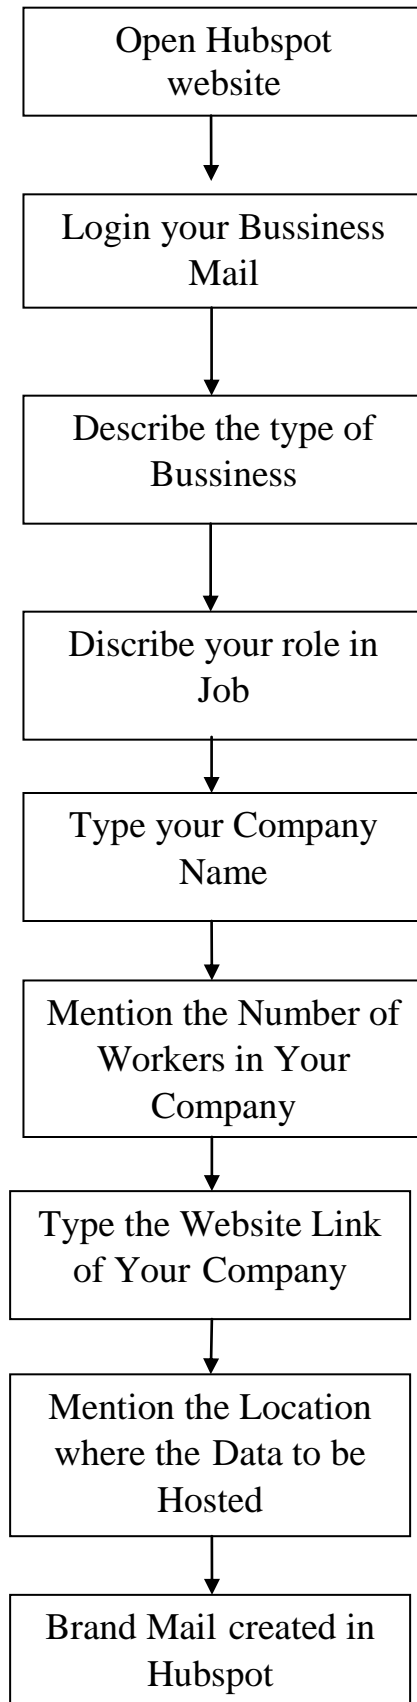 Open Hubspot
website
Login your Bussiness
Mail
Describe the type of
Bussiness
Discribe your role in
Job
Type your Company
Name
Mention the Number of
Workers in Your
Company
Type the Website Link
of Your Company
Mention the Location
where the Data to be
Hosted
Brand Mail created in
Hubspot